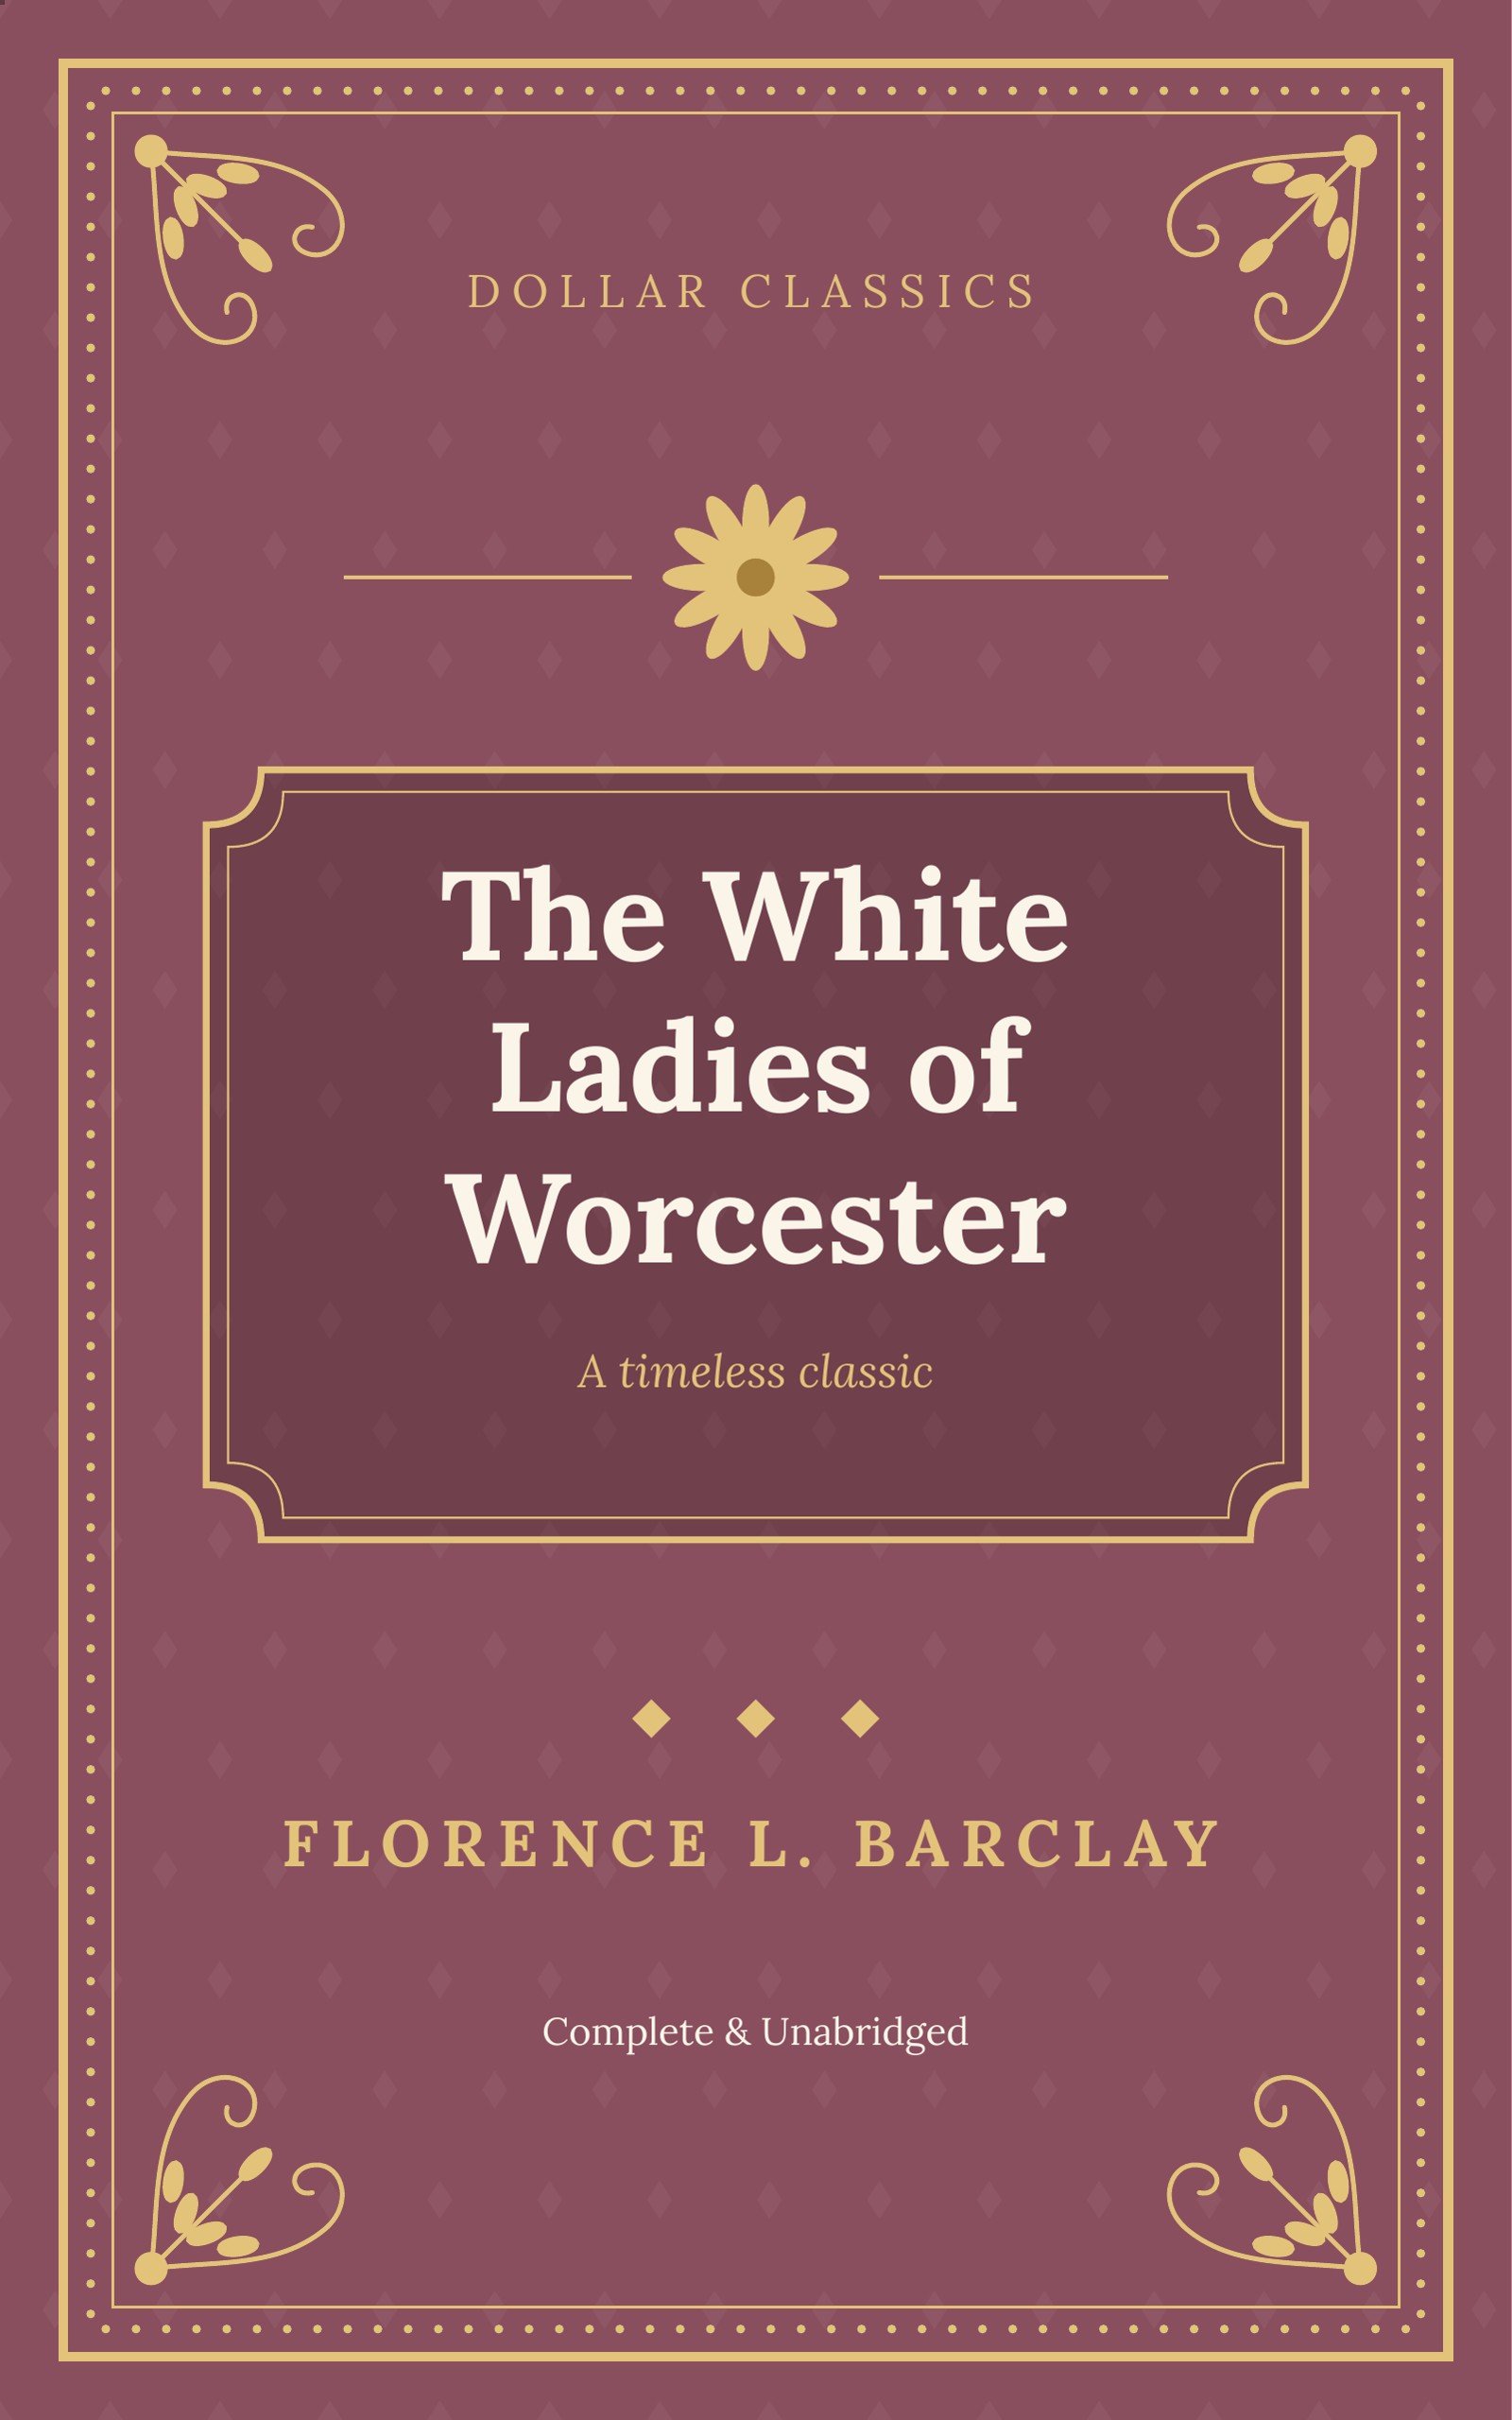 DOLLAR CLASSICS
The White
Ladies of
Worcester
A timeless classic
FLORENCE L. BARCLAY
Complete & Unabridged